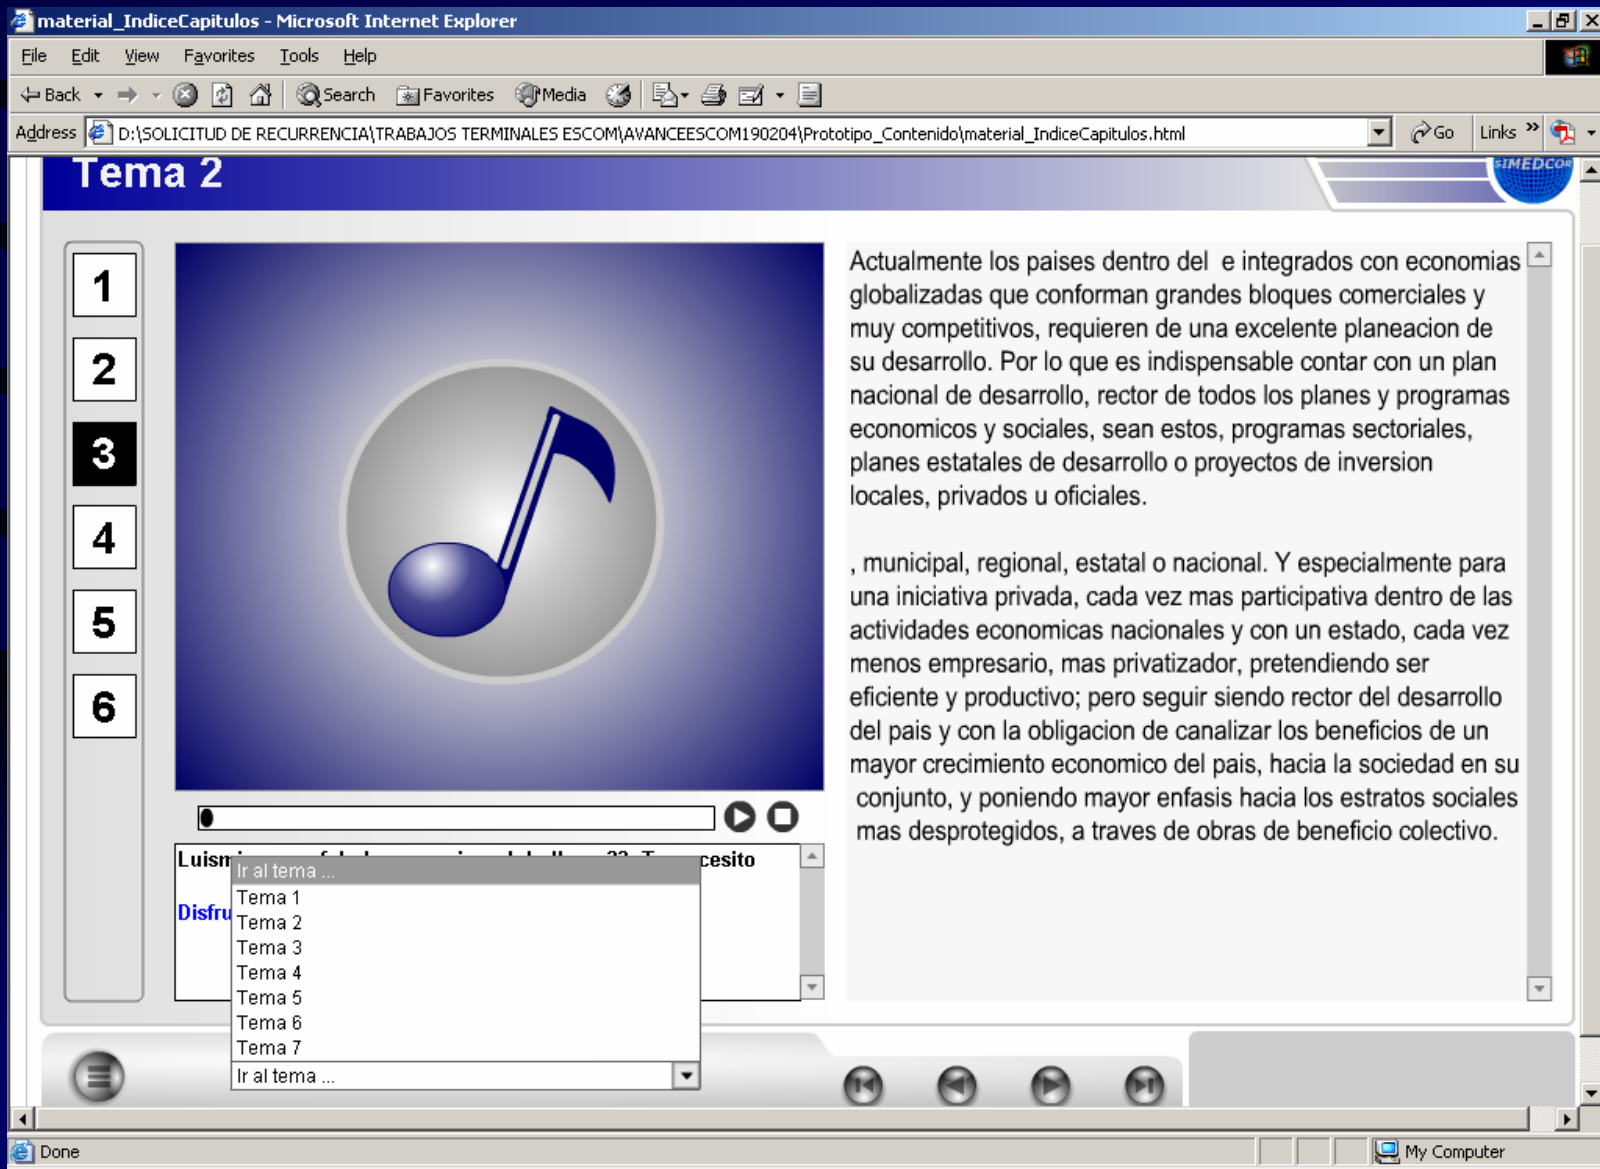 material_IndiceCapitulos - Microsoft Internet Explorer
File Edit View Favorites Tools Help
Back Search Favorites Media
Address D:\SOLICITUD DE RECURRENCIA\TRABAJOS TERMINALES ESCOM\AVANCEESCOM190204\Prototipo_Contenido\material_IndiceCapitulos.html Go Links »
Tema 2
SIMEDCOR
1
2
3
4
5
6
Actualmente los paises dentro del e integrados con economias
globalizadas que conforman grandes bloques comerciales y
muy competitivos, requieren de una excelente planeacion de
su desarrollo. Por lo que es indispensable contar con un plan
nacional de desarrollo, rector de todos los planes y programas
economicos y sociales, sean estos, programas sectoriales,
planes estatales de desarrollo o proyectos de inversion
locales, privados u oficiales.
, municipal, regional, estatal o nacional. Y especialmente para
una iniciativa privada, cada vez mas participativa dentro de las
actividades economicas nacionales y con un estado, cada vez
menos empresario, mas privatizador, pretendiendo ser
eficiente y productivo; pero seguir siendo rector del desarrollo
del pais y con la obligacion de canalizar los beneficios de un
mayor crecimiento economico del pais, hacia la sociedad en su
conjunto, y poniendo mayor enfasis hacia los estratos sociales
mas desprotegidos, a traves de obras de beneficio colectivo.
Ir al tema ...
Tema 1
Tema 2
Tema 3
Tema 4
Tema 5
Tema 6
Tema 7
Ir al tema ...
Done My Computer